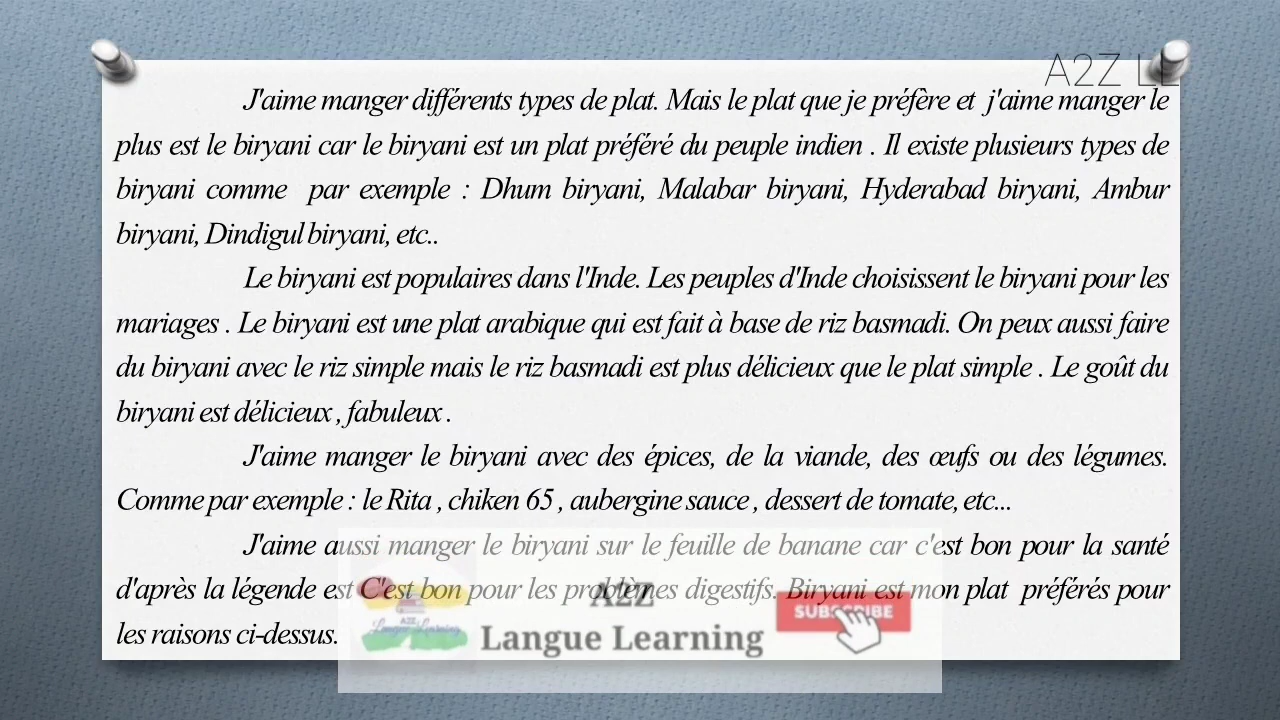 A2Z LL
J'aime manger différents types de plat. Mais le plat que je préfère et j'aime manger le
plus est le biryani car le biryani est un plat préféré du peuple indien . Il existe plusieurs types de
biryani comme par exemple : Dhum biryani, Malabar biryani, Hyderabad biryani, Ambur
biryani, Dindigul biryani, etc..
Le biryani est populaires dans l'Inde. Les peuples d'Inde choisissent le biryani pour les
mariages . Le biryani est une plat arabique qui est fait à base de riz basmadi. On peux aussi faire
du biryani avec le riz simple mais le riz basmadi est plus délicieux que le plat simple . Le goût du
biryani est délicieux , fabuleux .
J'aime manger le biryani avec des épices, de la viande, des œufs ou des légumes.
Comme par exemple : le Rita , chiken 65 , aubergine sauce , dessert de tomate, etc...
J'aime aussi manger le biryani sur le feuille de banane car c'est bon pour la santé
d'après la légende est C'est bon pour les problèmes digestifs. Biryani est mon plat préférés pour
les raisons ci-dessus.
A2Z
Langue Learning
SUBSCRIBE
A2Z
Langue Learning